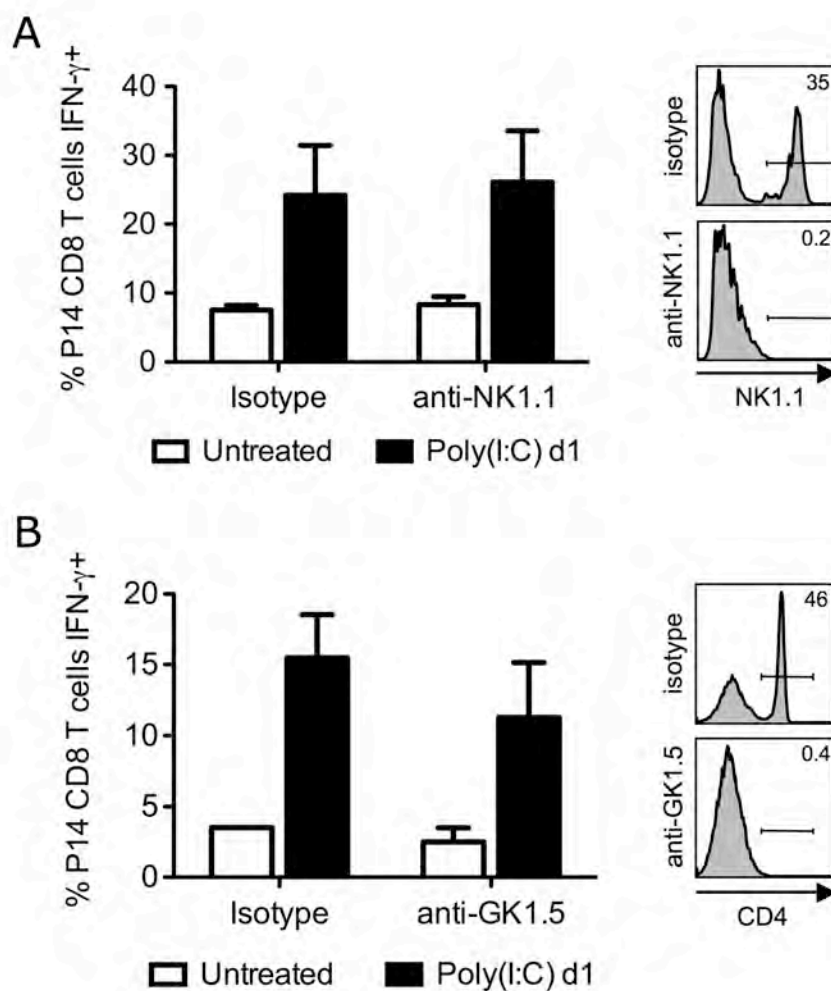 A
% P14 CD8 T cells IFN-γ+
40
30
20
10
0
Isotype anti-NK1.1
Untreated Poly(I:C) d1
isotype
35
anti-NK1.1
0.2
NK1.1
B
% P14 CD8 T cells IFN-γ+
20
15
10
5
0
Isotype anti-GK1.5
Untreated Poly(I:C) d1
isotype
46
anti-GK1.5
0.4
CD4